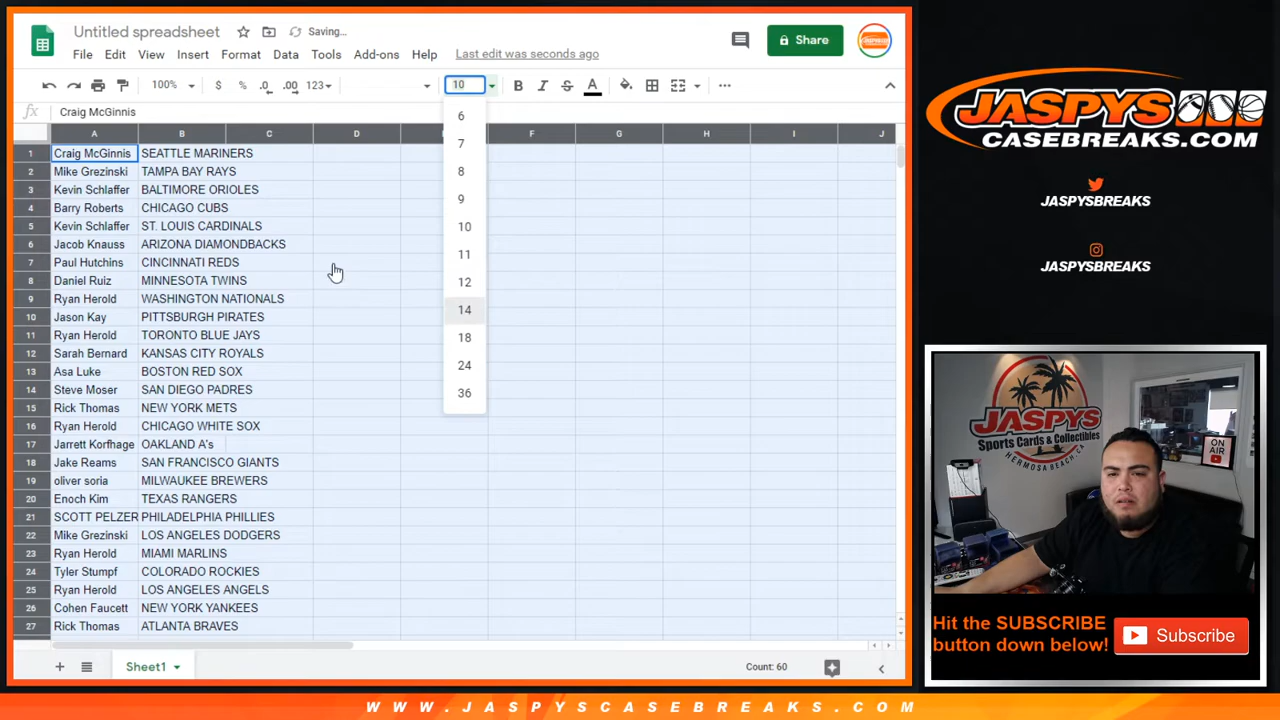 Untitled spreadsheet
Saving...
File Edit View Insert Format Data Tools Add-ons Help Last edit was seconds ago
Share
100% $ % .0 .00 123 10
fx Craig McGinnis
A B C D F G H I J
1 Craig McGinnis SEATTLE MARINERS
2 Mike Grezinski TAMPA BAY RAYS
3 Kevin Schlaffer BALTIMORE ORIOLES
4 Barry Roberts CHICAGO CUBS
5 Kevin Schlaffer ST. LOUIS CARDINALS
6 Jacob Knauss ARIZONA DIAMONDBACKS
7 Paul Hutchins CINCINNATI REDS
8 Daniel Ruiz MINNESOTA TWINS
9 Ryan Herold WASHINGTON NATIONALS
10 Jason Kay PITTSBURGH PIRATES
11 Ryan Herold TORONTO BLUE JAYS
12 Sarah Bernard KANSAS CITY ROYALS
13 Asa Luke BOSTON RED SOX
14 Steve Moser SAN DIEGO PADRES
15 Rick Thomas NEW YORK METS
16 Ryan Herold CHICAGO WHITE SOX
17 Jarrett Korfhage OAKLAND A's
18 Jake Reams SAN FRANCISCO GIANTS
19 oliver soria MILWAUKEE BREWERS
20 Enoch Kim TEXAS RANGERS
21 SCOTT PELZER PHILADELPHIA PHILLIES
22 Mike Grezinski LOS ANGELES DODGERS
23 Ryan Herold MIAMI MARLINS
24 Tyler Stumpf COLORADO ROCKIES
25 Ryan Herold LOS ANGELES ANGELS
26 Cohen Faucett NEW YORK YANKEES
27 Rick Thomas ATLANTA BRAVES
6
7
8
9
10
11
12
14
18
24
36
Sheet1
Count: 60
JASPYS
CASEBREAKS.COM
JASPYSBREAKS
JASPYSBREAKS
JASPYS
Sports Cards & Collectibles
HERMOSA BEACH, CA
ON AIR
Hit the SUBSCRIBE
button down below!
Subscribe
WWW.JASPYSCASEBREAKS.COM